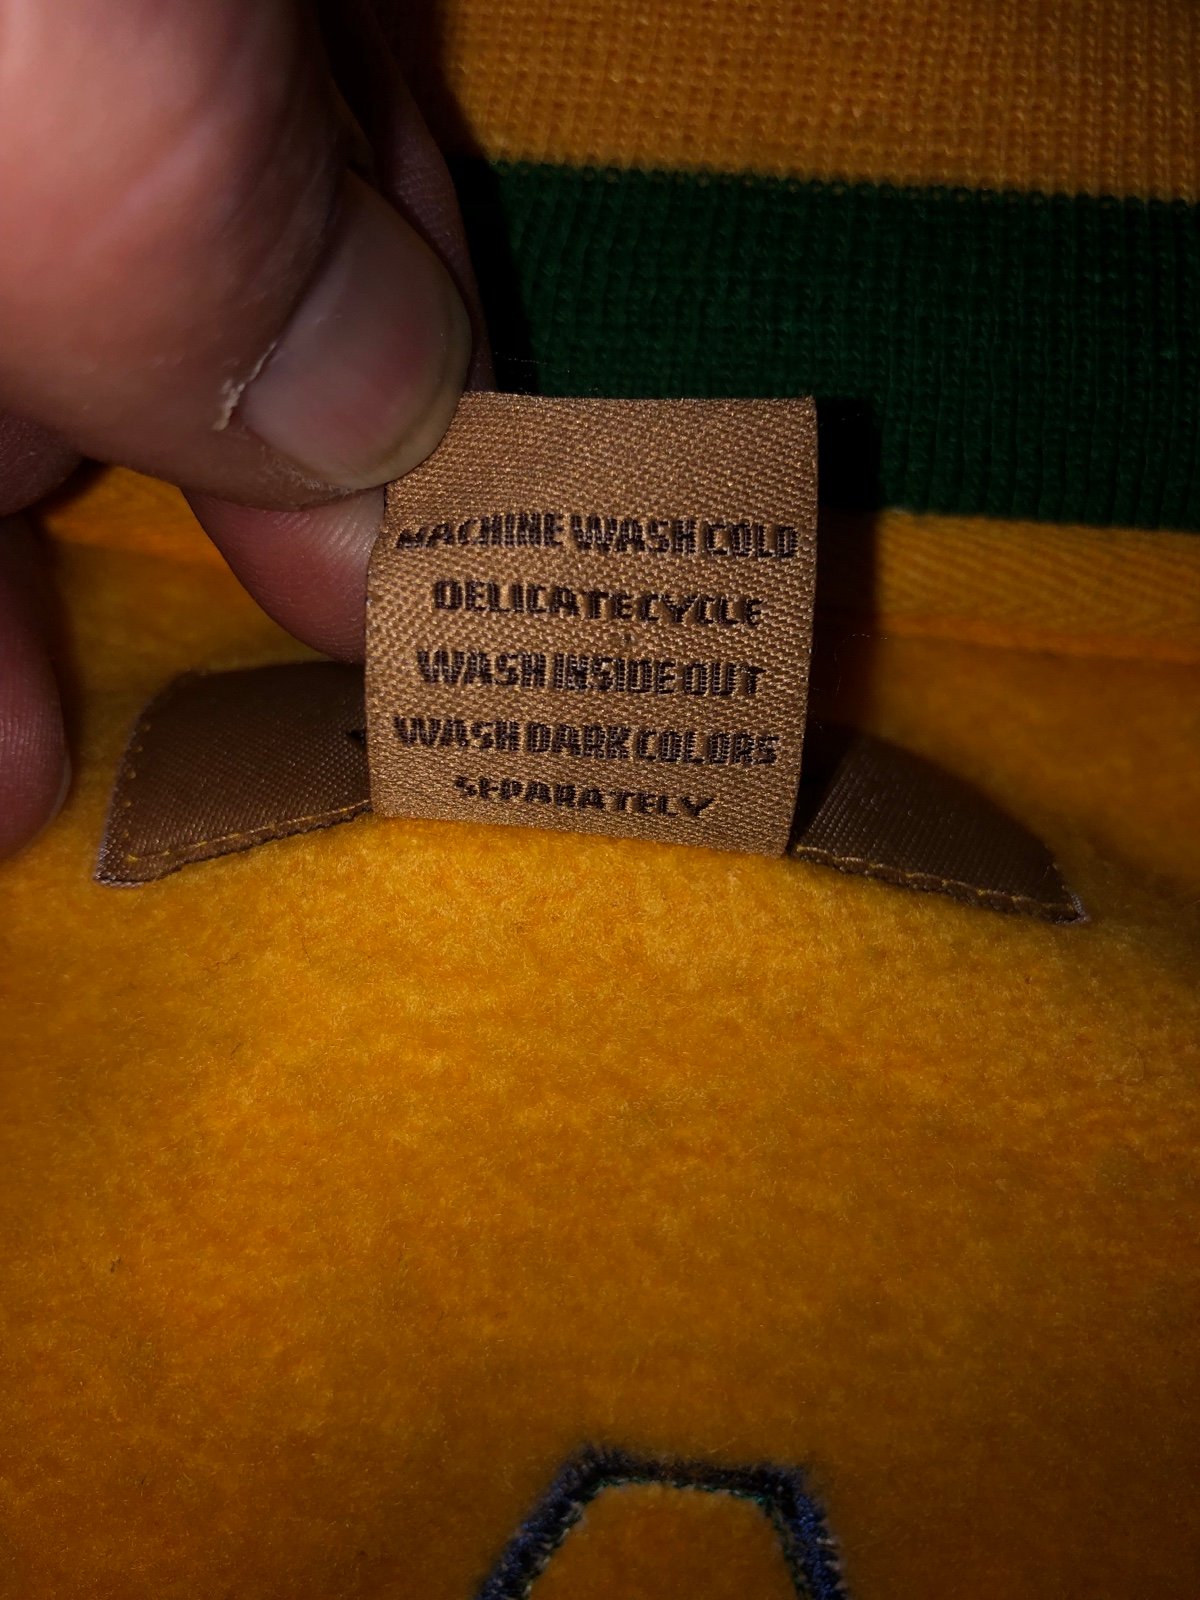 MACHINE WASH COLD
DELICATE CYCLE
WASH INSIDE OUT
WASH DARK COLORS
SEPARATELY